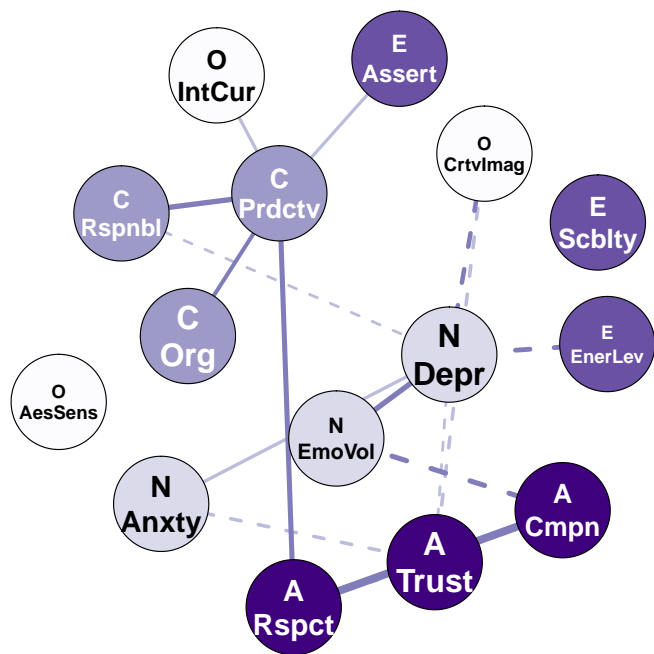 E
Assert
O
IntCur
O
CrtvImag
C
Prdctv
C
Rspnbl
E
Scblty
C
Org
N
Depr
E
EnerLev
O
AesSens
N
EmoVol
N
Anxty
A
Cmpn
A
Trust
A
Rspct